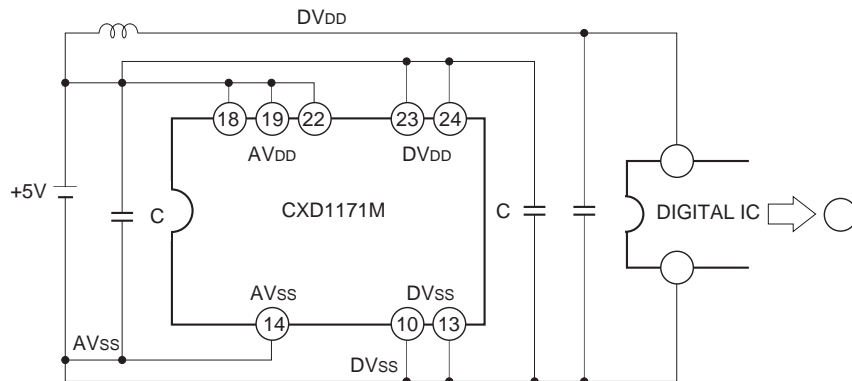 DVDD
18 19 22 23 24
AVDD DVDD
+5V C CXD1171M C DIGITAL IC
AVSS DVSS
14 10 13
AVSS
DVSS